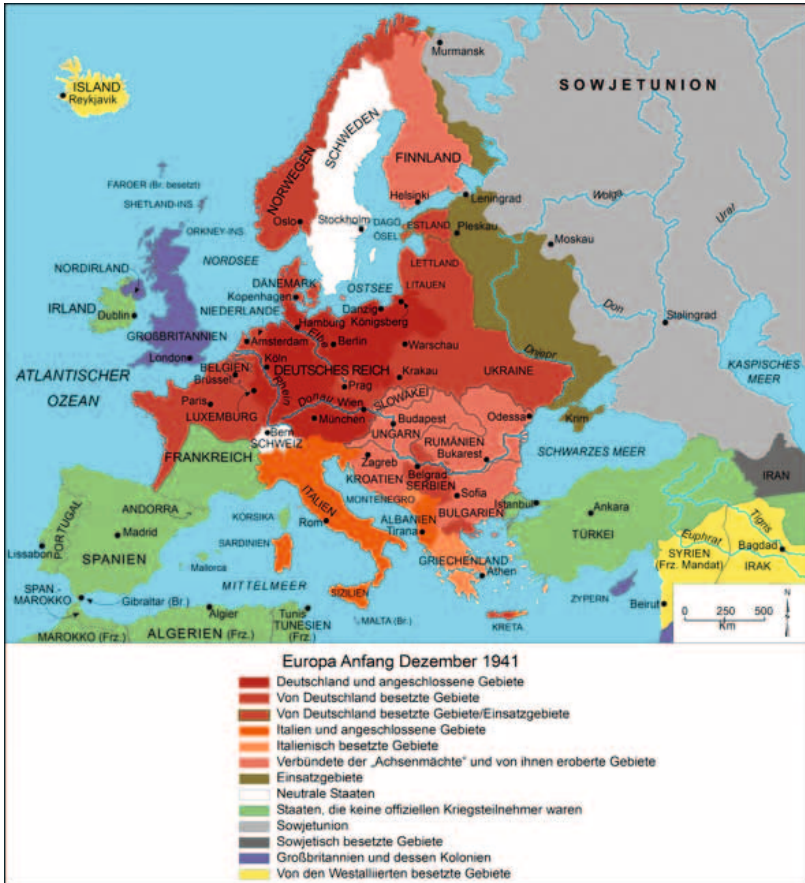 Murmansk
ISLAND
Reykjavik
SOWJETUNION
SCHWEDEN
NORWEGEN
FINNLAND
FÄRÖER (Br. besetzt)
SHETLAND-INS
Helsinki
Leningrad
Wolga
Ural
Oslo
Stockholm
DAGÖ
ÖSEL
ESTLAND
Pleskau
ORKNEY-INS
Moskau
NORDSEE
LETTLAND
NORDIRLAND
DÄNEMARK
OSTSEE
LITAUEN
Kopenhagen
IRLAND
NIEDERLANDE
Danzig
Don
Dublin
Hamburg
Königsberg
Stalingrad
GROßBRITANNIEN
Elbe
Amsterdam
Berlin
Warschau
Dnjepr
London
Köln
KASPISCHES
MEER
BELGIEN
DEUTSCHES REICH
UKRAINE
ATLANTISCHER
OZEAN
Brüssel
Rhein
Prag
Krakau
SLOWAKEI
Paris
Donau
Wien
LUXEMBURG
München
Budapest
Odessa
Krim
Bern
SCHWEIZ
UNGARN
RUMÄNIEN
FRANKREICH
Zagreb
Bukarest
SCHWARZES MEER
Belgrad
KROATIEN
SERBIEN
IRAN
ANDORRA
ITALIEN
MONTENEGRO
Sofia
PORTUGAL
KORSIKA
BULGARIEN
Istanbul
Ankara
Madrid
Rom
ALBANIEN
Tigris
Lissabon
SPANIEN
SARDINIEN
Tirana
TÜRKEI
Euphrat
Bagdad
Mallorca
GRIECHENLAND
SYRIEN
(Frz. Mandat)
IRAK
MITTELMEER
Athen
SPAN.-
MAROKKO
Gibraltar (Br.)
SIZILIEN
ZYPERN
Beirut
Algier
Tunis
MALTA (Br.)
KRETA
N
0 250 500
Km
MAROKKO (Frz.)
ALGERIEN (Frz.)
TUNESIEN
(Frz.)
Europa Anfang Dezember 1941
Deutschland und angeschlossene Gebiete
Von Deutschland besetzte Gebiete
Von Deutschland besetzte Gebiete/Einsatzgebiete
Italien und angeschlossene Gebiete
Italienisch besetzte Gebiete
Verbündete der „Achsenmächte“ und von ihnen eroberte Gebiete
Einsatzgebiete
Neutrale Staaten
Staaten, die keine offiziellen Kriegsteilnehmer waren
Sowjetunion
Sowjetisch besetzte Gebiete
Großbritannien und dessen Kolonien
Von den Westalliierten besetzte Gebiete